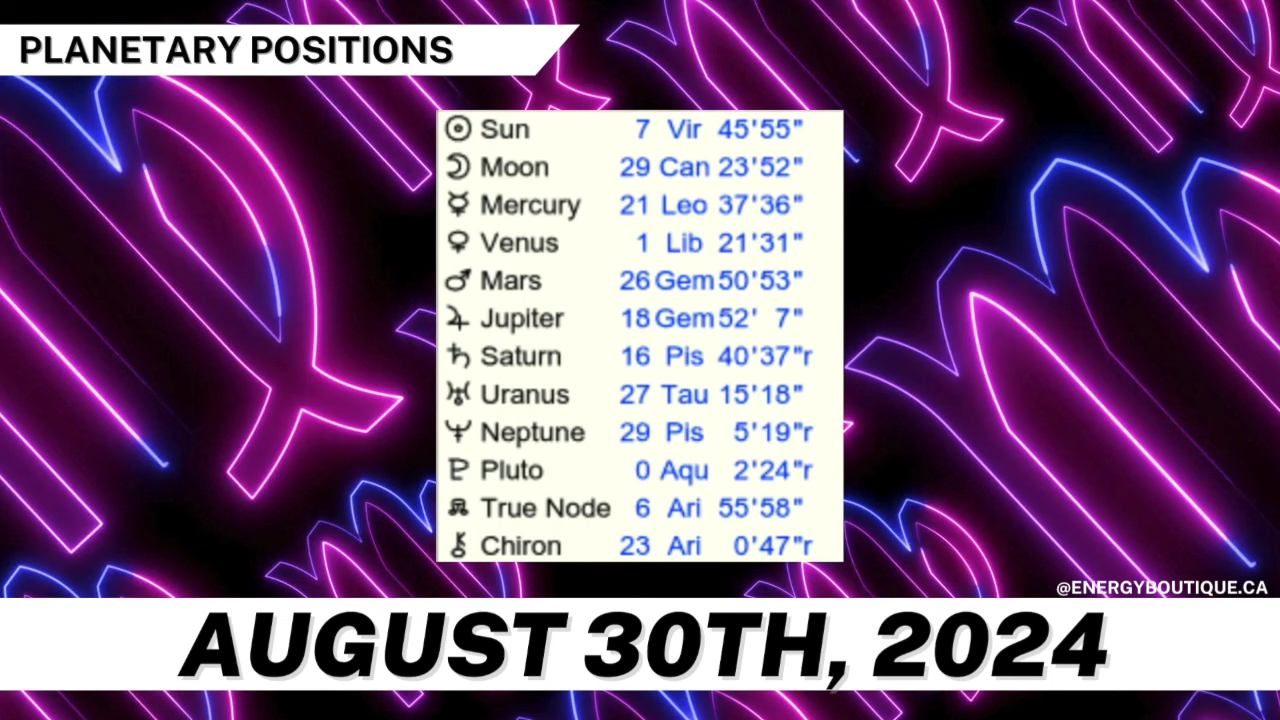 PLANETARY POSITIONS
☉ Sun 7 Vir 45'55"
☽ Moon 29 Can 23'52"
☿ Mercury 21 Leo 37'36"
♀ Venus 1 Lib 21'31"
♂ Mars 26 Gem 50'53"
♃ Jupiter 18 Gem 52' 7"
♄ Saturn 16 Pis 40'37"r
♅ Uranus 27 Tau 15'18"
♆ Neptune 29 Pis 5'19"r
♇ Pluto 0 Aqu 2'24"r
☊ True Node 6 Ari 55'58"
⚷ Chiron 23 Ari 0'47"r
@ENERGYBOUTIQUE.CA
AUGUST 30TH, 2024